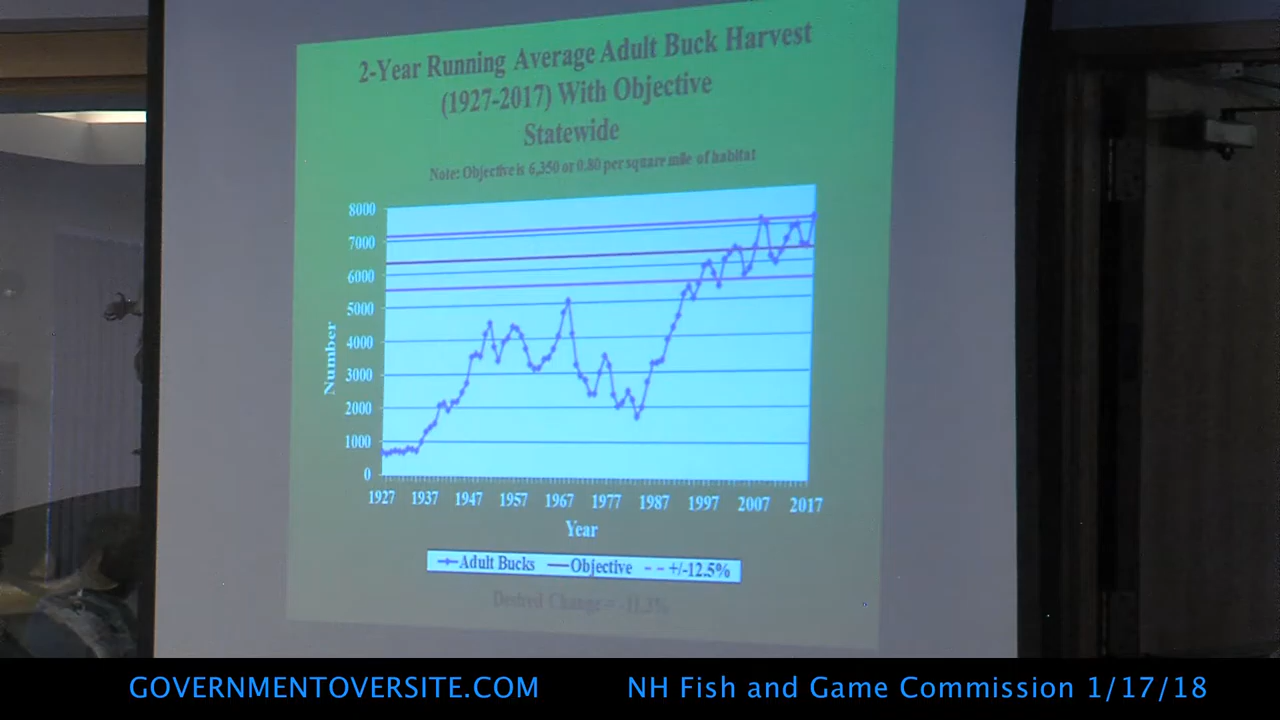 2-Year Running Average Adult Buck Harvest
(1927-2017) With Objective
Statewide
Note: Objective is 6,350 or 0.80 per square mile of habitat
8000
7000
6000
5000
4000
3000
2000
1000
0
Number
1927 1937 1947 1957 1967 1977 1987 1997 2007 2017
Year
Adult Bucks Objective +/-12.5%
Desired Change =
GOVERNMENTOVERSITE.COM NH Fish and Game Commission 1/17/18